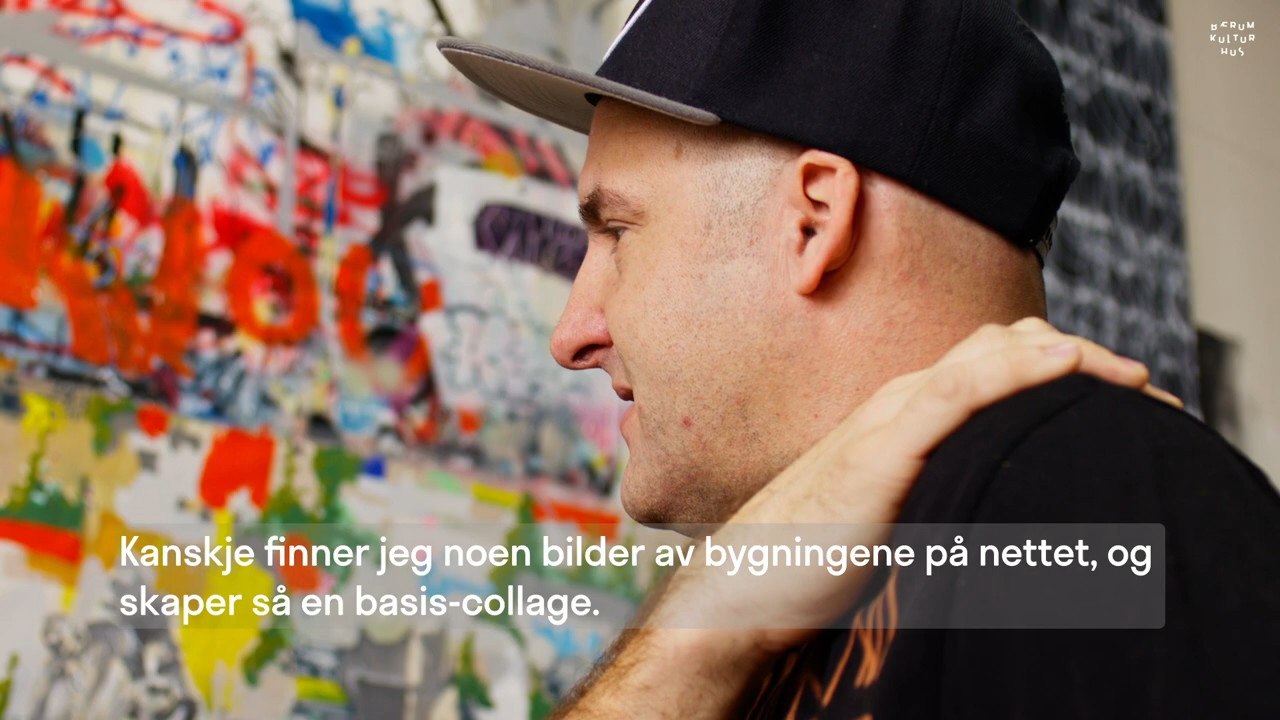 BÆRUM
KULTUR
HUS
Kanskje finner jeg noen bilder av bygningene på nettet, og
skaper så en basis-collage.